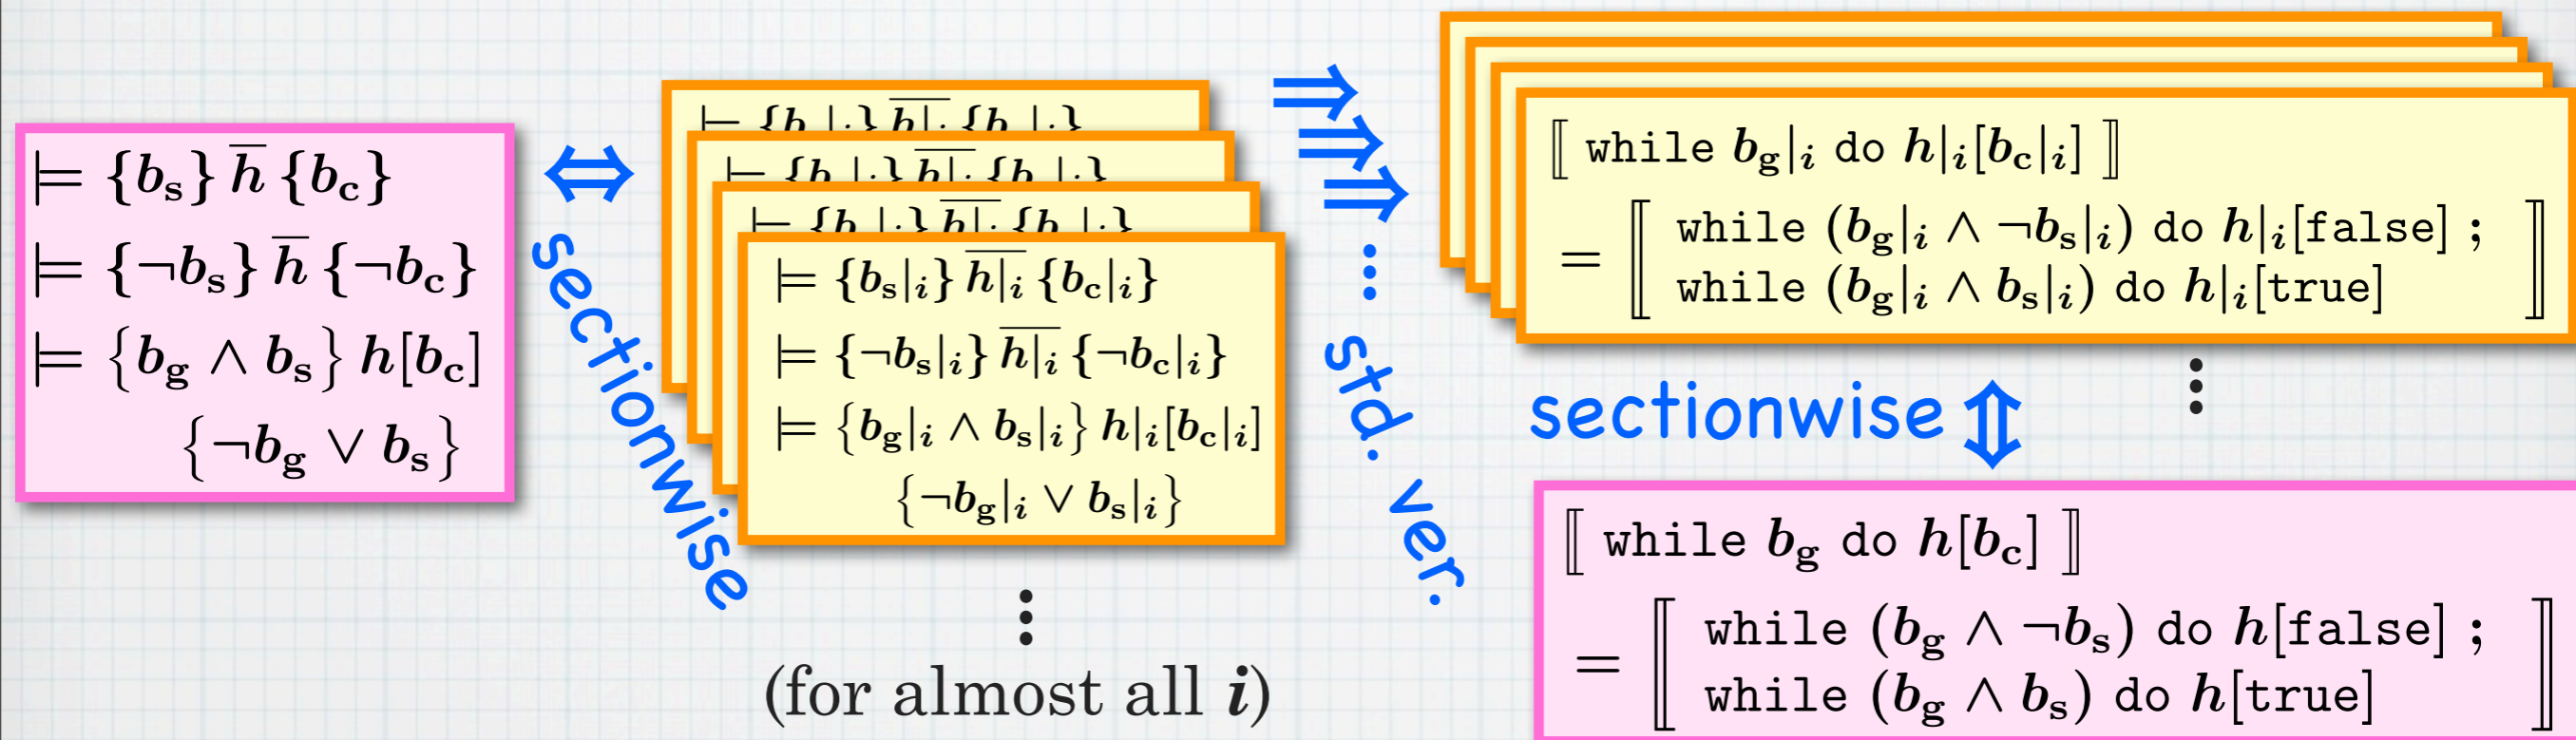 ⊨ {b_s} h̅ {b_c}
⊨ {¬b_s} h̅ {¬b_c}
⊨ {b_g ∧ b_s} h[b_c]
{¬b_g ∨ b_s}
⇔
sectionwise
⊨ {b_s|_i} \overline{h|_i} {b_c|_i}
⊨ {¬b_s|_i} \overline{h|_i} {¬b_c|_i}
⊨ {b_g|_i ∧ b_s|_i} h|_i[b_c|_i]
{¬b_g|_i ∨ b_s|_i}
⋮
(for almost all i)
⇒
⇒
⇒
⋮
std. ver.
⟦ while b_g|_i do h|_i[b_c|_i] ⟧
= ⟦ while (b_g|_i ∧ ¬b_s|_i) do h|_i[false] ;
while (b_g|_i ∧ b_s|_i) do h|_i[true] ⟧
sectionwise ⇕
⋮
⟦ while b_g do h[b_c] ⟧
= ⟦ while (b_g ∧ ¬b_s) do h[false] ;
while (b_g ∧ b_s) do h[true] ⟧